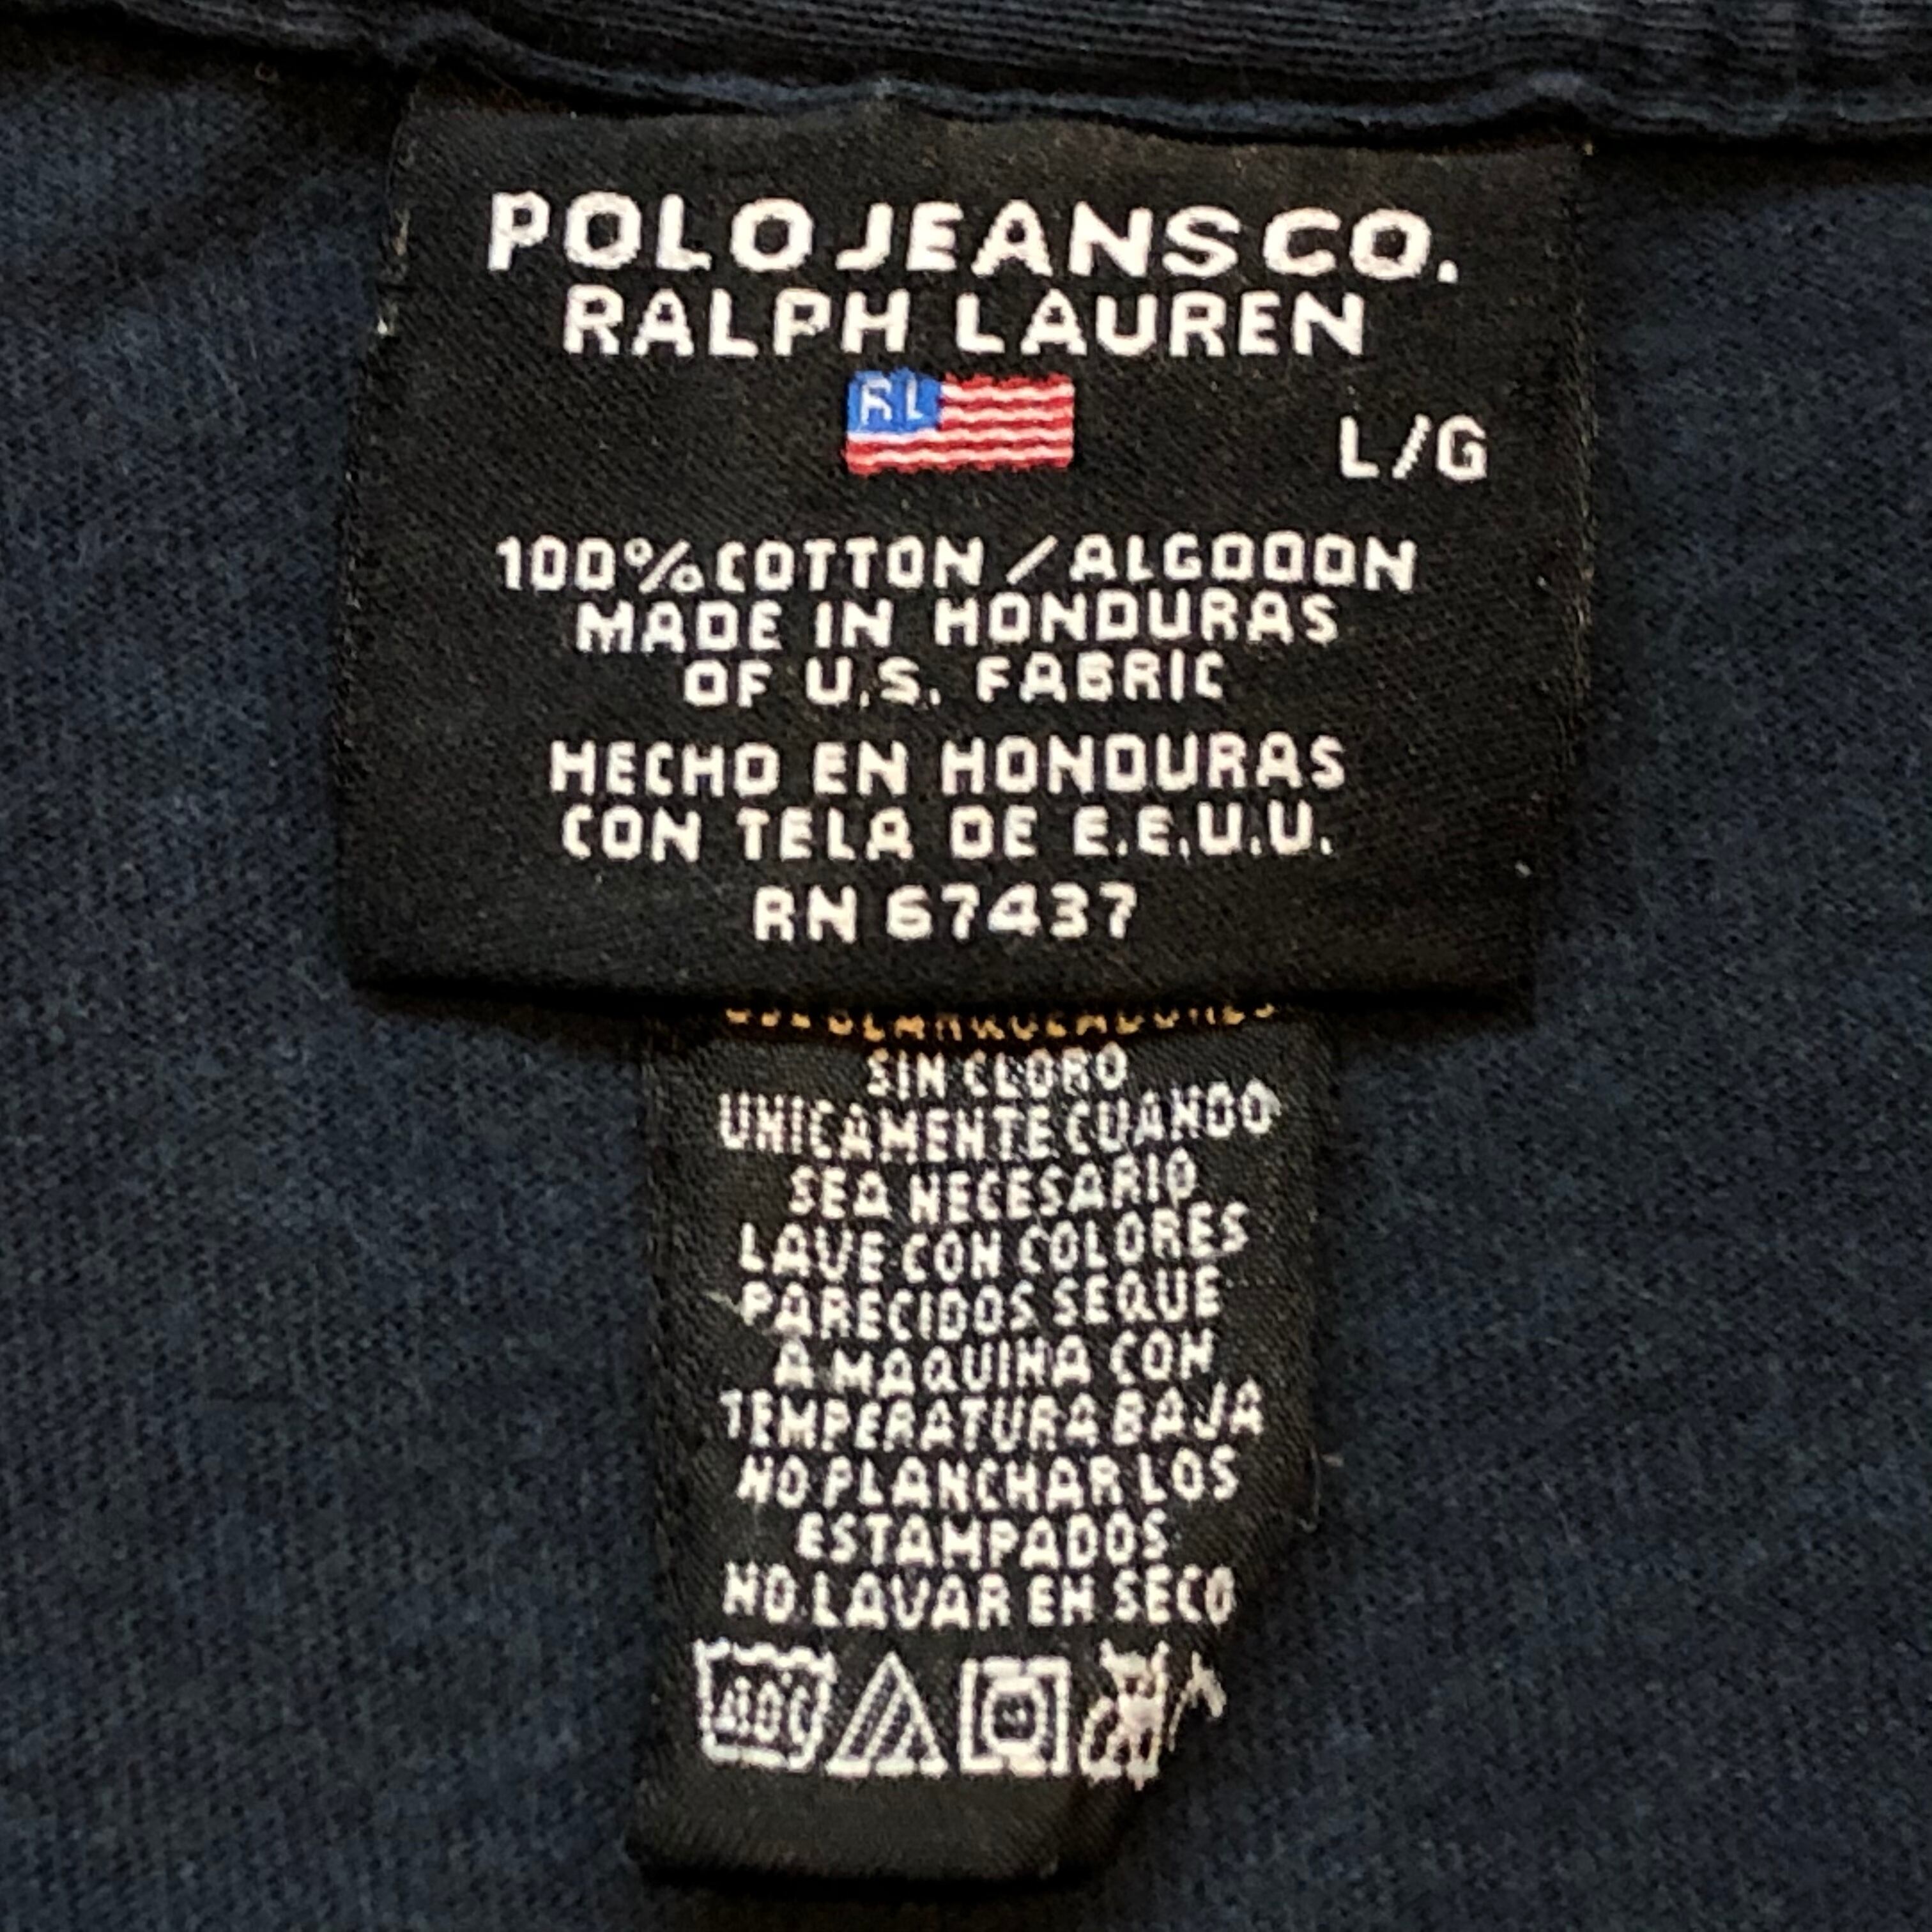 POLO JEANS CO.
RALPH LAUREN
RL
L/G
100% COTTON / ALGODON
MADE IN HONDURAS
OF U.S. FABRIC
HECHO EN HONDURAS
CON TELA DE E.E.U.U.
RN 67437
USE BLANQUEADORES
SIN CLORO
UNICAMENTE CUANDO
SEA NECESARIO
LAVE CON COLORES
PARECIDOS SEQUE
A MAQUINA CON
TEMPERATURA BAJA
NO PLANCHAR LOS
ESTAMPADOS
NO LAVAR EN SECO